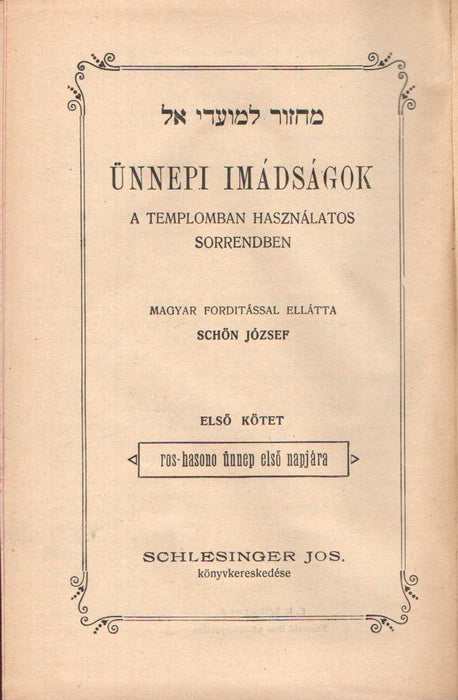 מחזור למועדי אל
ÜNNEPI IMÁDSÁGOK
A TEMPLOMBAN HASZNÁLATOS
SORRENDBEN
MAGYAR FORDITÁSSAL ELLÁTTA
SCHÖN JÓZSEF
ELSŐ KÖTET
ros-hasono ünnep első napjára
SCHLESINGER JOS.
könyvkereskedése